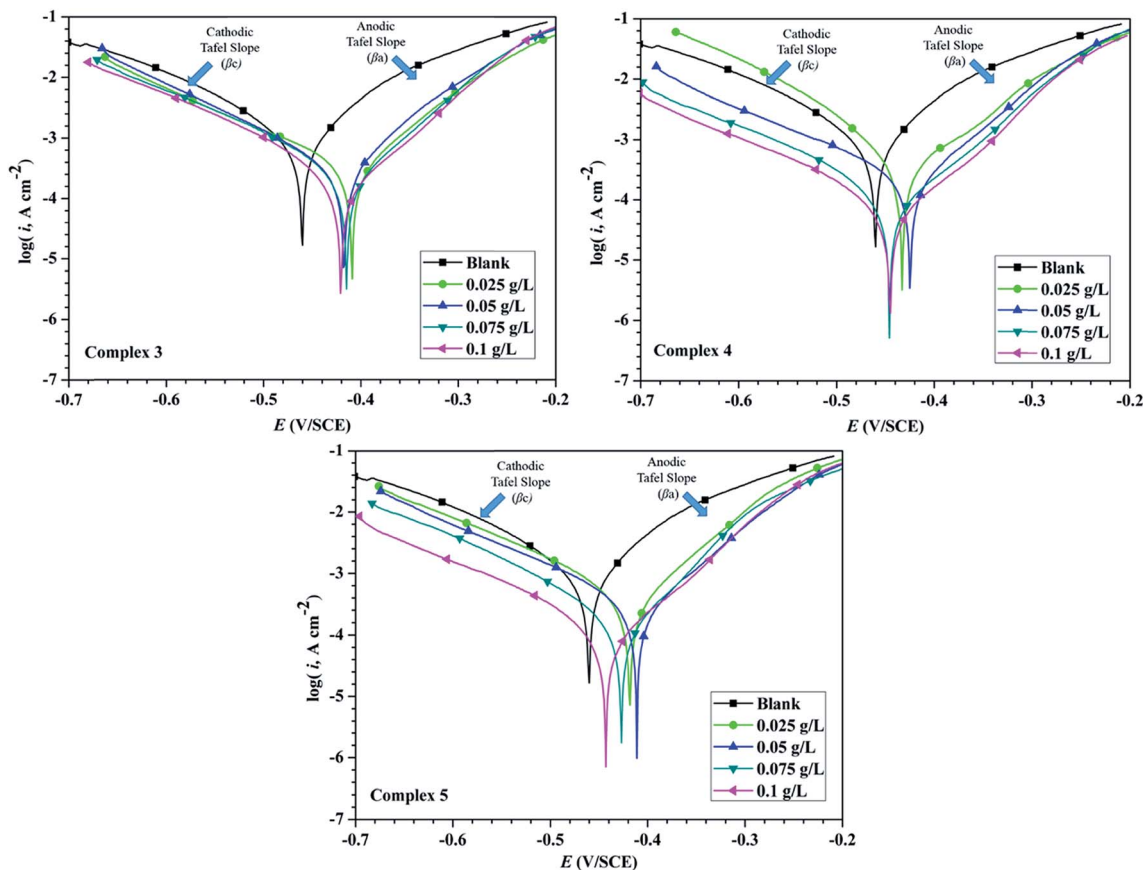 Cathodic
Tafel Slope
(βc)
Anodic
Tafel Slope
(βa)
-1
-2
-3
-4
-5
-6
-7
log( i, A cm-2)
Blank
0.025 g/L
0.05 g/L
0.075 g/L
0.1 g/L
Complex 3
-0.7 -0.6 -0.5 -0.4 -0.3 -0.2
E (V/SCE)
Cathodic
Tafel Slope
(βc)
Anodic
Tafel Slope
(βa)
-1
-2
-3
-4
-5
-6
-7
log( i, A cm-2)
Blank
0.025 g/L
0.05 g/L
0.075 g/L
0.1 g/L
Complex 4
-0.7 -0.6 -0.5 -0.4 -0.3 -0.2
E (V/SCE)
Cathodic
Tafel Slope
(βc)
Anodic
Tafel Slope
(βa)
-1
-2
-3
-4
-5
-6
-7
log( i, A cm-2)
Blank
0.025 g/L
0.05 g/L
0.075 g/L
0.1 g/L
Complex 5
-0.7 -0.6 -0.5 -0.4 -0.3 -0.2
E (V/SCE)